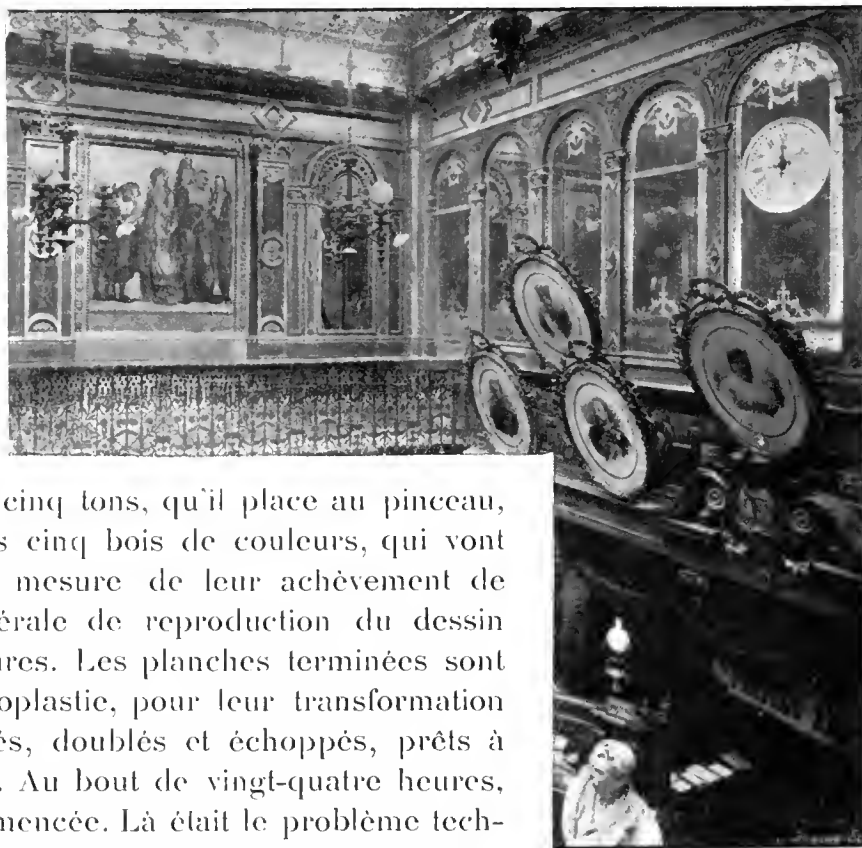 cinq tons, qu'il place au pinceau,
s cinq bois de couleurs, qui vont
mesure de leur achèvement de
érale de reproduction du dessin
ures. Les planches terminées sont
oplastie, pour leur transformation
és, doublés et échoppés, prêts à
. Au bout de vingt-quatre heures,
mencée. Là était le problème tech-